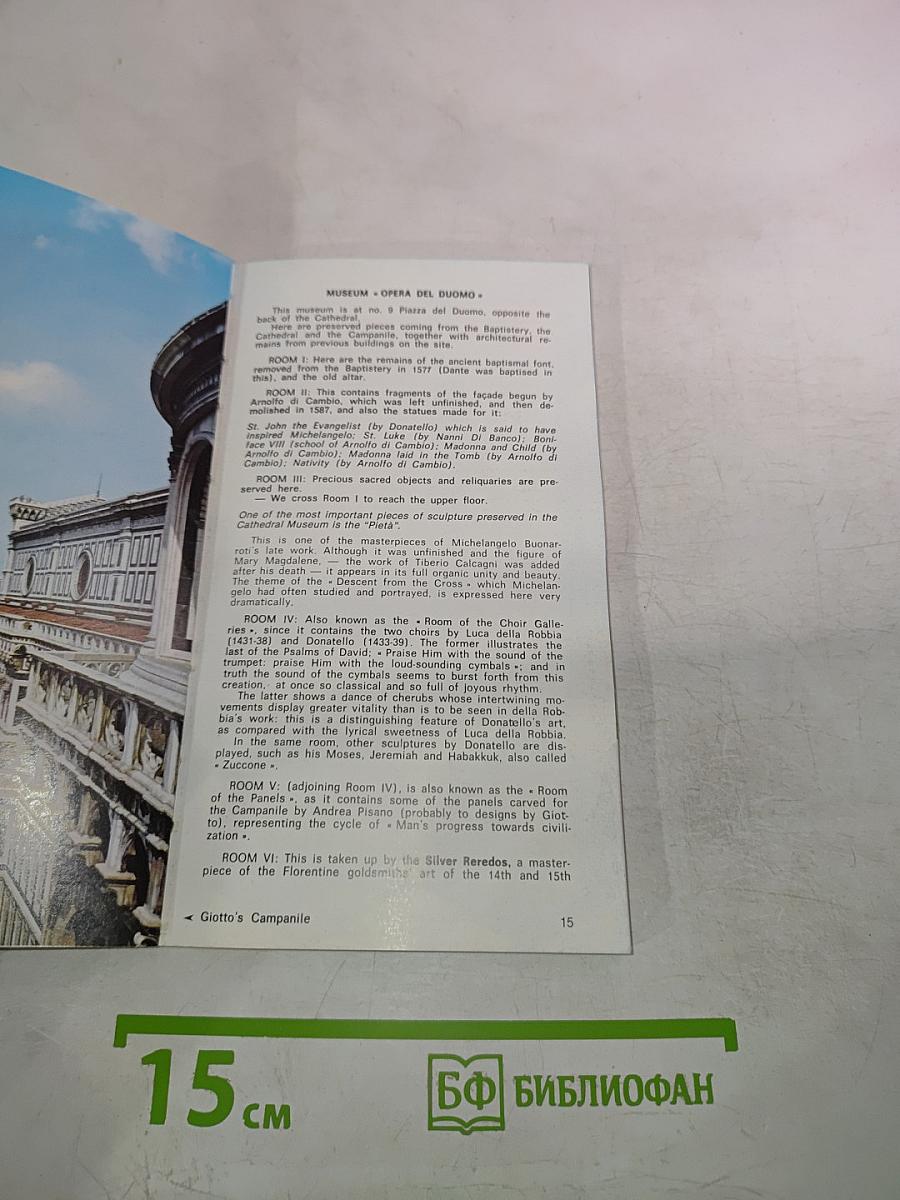 MUSEUM « OPERA DEL DUOMO »
This museum is at no. 9 Piazza del Duomo, opposite the
back of the Cathedral.
Here are preserved pieces coming from the Baptistery, the
Cathedral and the Campanile, together with architectural re-
mains from previous buildings on the site.
ROOM I: Here are the remains of the ancient baptismal font,
removed from the Baptistery in 1577 (Dante was baptised in
this), and the old altar.
ROOM II: This contains fragments of the façade begun by
Arnolfo di Cambio, which was left unfinished, and then de-
molished in 1587, and also the statues made for it:
St. John the Evangelist (by Donatello) which is said to have
inspired Michelangelo; St. Luke (by Nanni Di Banco); Boni-
face VIII (school of Arnolfo di Cambio); Madonna and Child (by
Arnolfo di Cambio); Madonna laid in the Tomb (by Arnolfo di
Cambio); Nativity (by Arnolfo di Cambio).
ROOM III: Precious sacred objects and reliquaries are pre-
served here.
— We cross Room I to reach the upper floor.
One of the most important pieces of sculpture preserved in the
Cathedral Museum is the "Pietà".
This is one of the masterpieces of Michelangelo Buonar-
roti's late work. Although it was unfinished and the figure of
Mary Magdalene, — the work of Tiberio Calcagni was added
after his death — it appears in its full organic unity and beauty.
The theme of the « Descent from the Cross » which Michelan-
gelo had often studied and portrayed, is expressed here very
dramatically.
ROOM IV: Also known as the « Room of the Choir Galle-
ries », since it contains the two choirs by Luca della Robbia
(1431-38) and Donatello (1433-39). The former illustrates the
last of the Psalms of David; « Praise Him with the sound of the
trumpet: praise Him with the loud-sounding cymbals »; and in
truth the sound of the cymbals seems to burst forth from this
creation, at once so classical and so full of joyous rhythm.
The latter shows a dance of cherubs whose intertwining mo-
vements display greater vitality than is to be seen in della Rob-
bia's work: this is a distinguishing feature of Donatello's art,
as compared with the lyrical sweetness of Luca della Robbia.
In the same room, other sculptures by Donatello are dis-
played, such as his Moses, Jeremiah and Habakkuk, also called
« Zuccone ».
ROOM V: (adjoining Room IV), is also known as the « Room
of the Panels », as it contains some of the panels carved for
the Campanile by Andrea Pisano (probably to designs by Giot-
to), representing the cycle of « Man's progress towards civili-
zation ».
ROOM VI: This is taken up by the Silver Reredos, a master-
piece of the Florentine goldsmiths' art of the 14th and 15th
◄ Giotto's Campanile
15
15 см
БФ БИБЛИОФАН